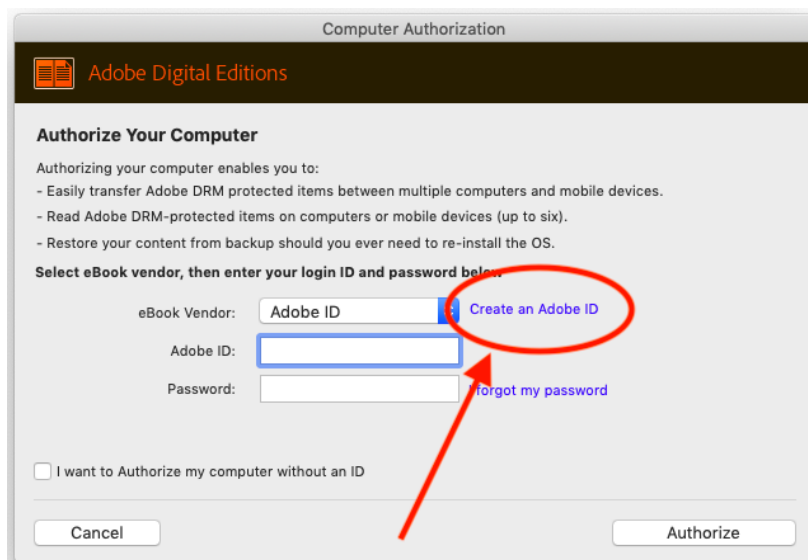 Computer Authorization
Adobe Digital Editions
Authorize Your Computer
Authorizing your computer enables you to:
- Easily transfer Adobe DRM protected items between multiple computers and mobile devices.
- Read Adobe DRM-protected items on computers or mobile devices (up to six).
- Restore your content from backup should you ever need to re-install the OS.
Select eBook vendor, then enter your login ID and password below
eBook Vendor: Adobe ID Create an Adobe ID
Adobe ID:
Password: I forgot my password
I want to Authorize my computer without an ID
Cancel Authorize